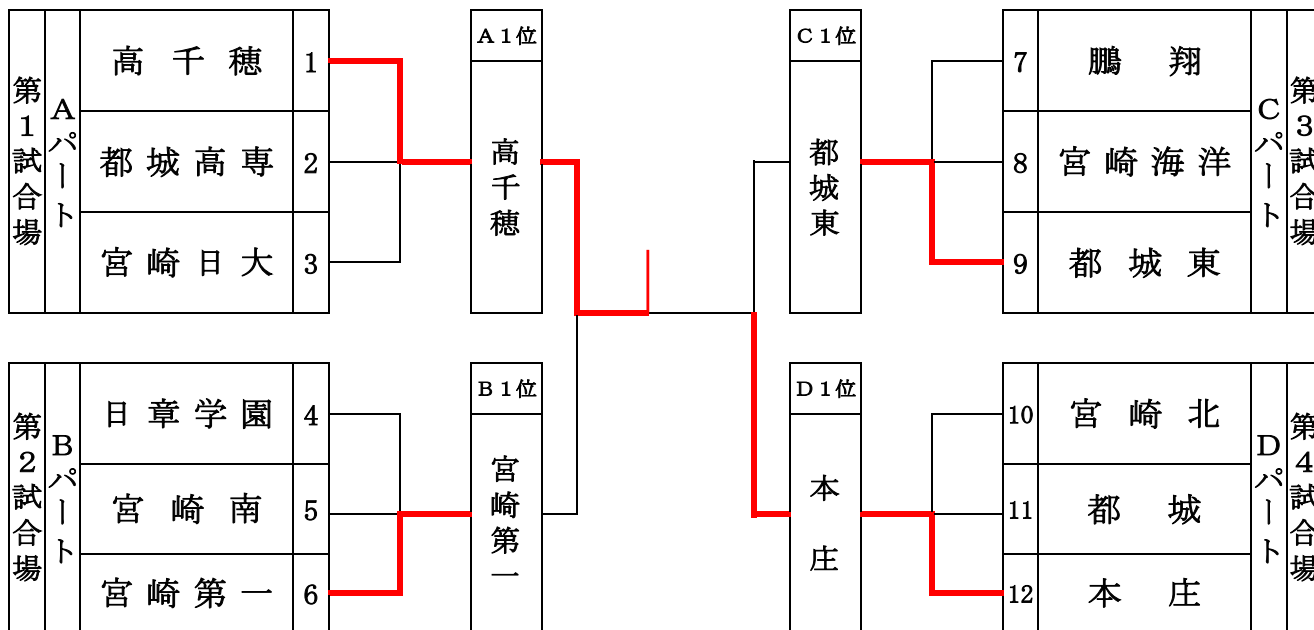 第1試合場
Aパート
高千穂 1
都城高専 2
宮崎日大 3
A1位
高千穂
第2試合場
Bパート
日章学園 4
宮崎南 5
宮崎第一 6
B1位
宮崎第一
C1位
都城東
7 鵬翔
8 宮崎海洋
9 都城東
Cパート
第3試合場
D1位
本庄
10 宮崎北
11 都城
12 本庄
Dパート
第4試合場